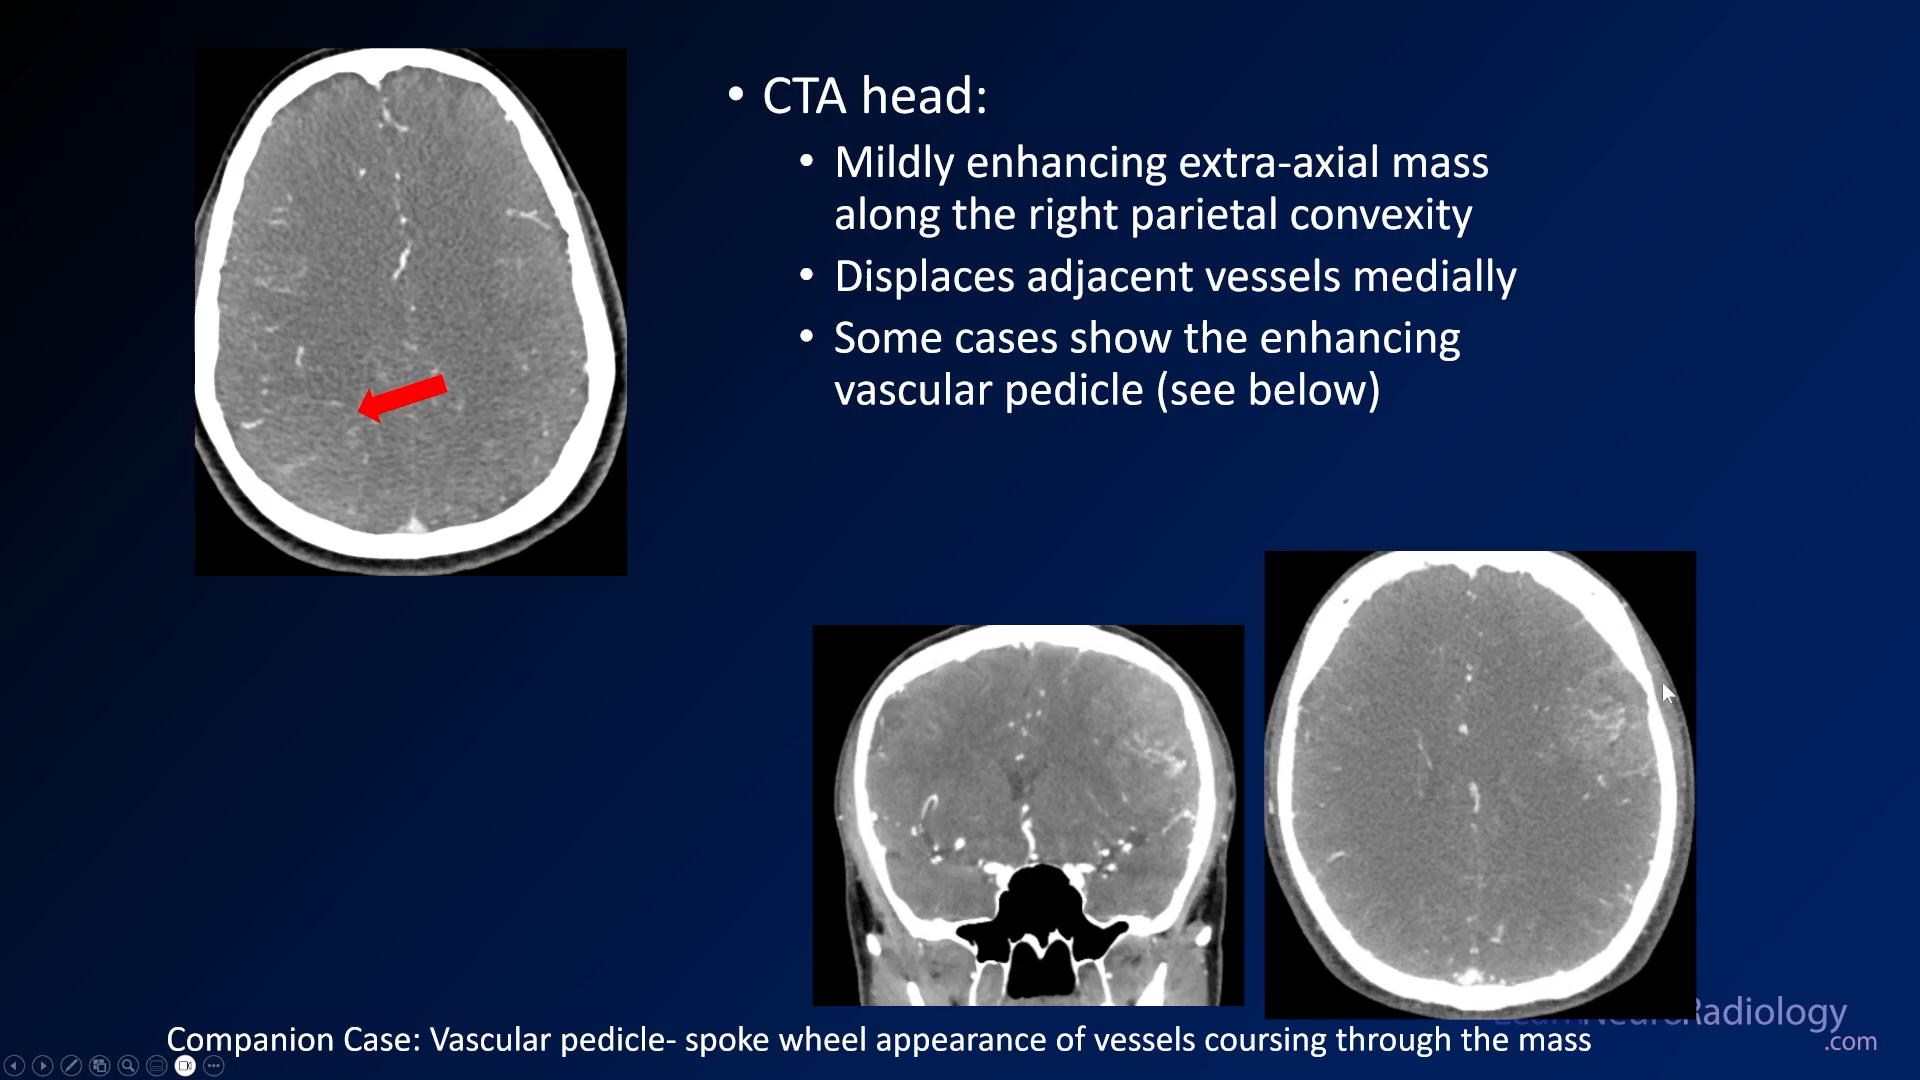 • CTA head:
• Mildly enhancing extra-axial mass
along the right parietal convexity
• Displaces adjacent vessels medially
• Some cases show the enhancing
vascular pedicle (see below)
LearnNeuroRadiology
.com
Companion Case: Vascular pedicle- spoke wheel appearance of vessels coursing through the mass